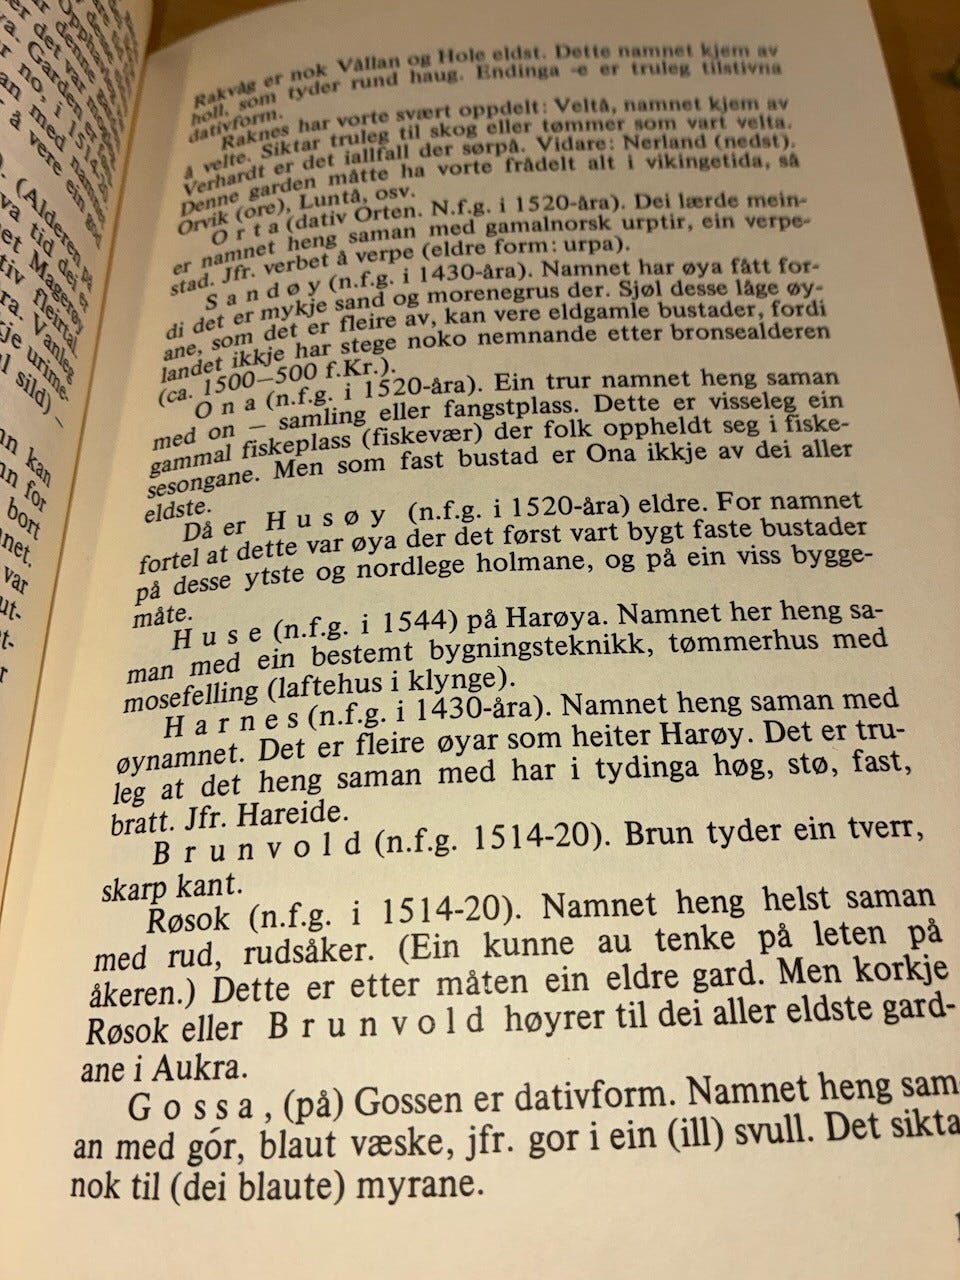 Rakvåg er nok Vållan og Hole eldst. Dette namnet kjem av
holl, som tyder rund haug. Endinga -e er truleg tilstivna
dativform.
Raknes har vorte svært oppdelt: Veltå, namnet kjem av
å velte. Siktar truleg til skog eller tømmer som vart velta.
Verhardt er det iallfall der sørpå. Vidare: Nerland (nedst).
Denne garden måtte ha vorte frådelt alt i vikingetida, så
Orvik (ore), Luntå, osv.
O r t a (dativ Orten. N.f.g. i 1520-åra). Dei lærde mein-
er namnet heng saman med gamalnorsk urptir, ein verpe-
stad. Jfr. verbet å verpe (eldre form: urpa).
S a n d ø y (n.f.g. i 1430-åra). Namnet har øya fått for-
di det er mykje sand og morenegrus der. Sjøl desse låge øy-
ane, som det er fleire av, kan vere eldgamle bustader, fordi
landet ikkje har stege noko nemnande etter bronsealderen
(ca. 1500—500 f.Kr.).
O n a (n.f.g. i 1520-åra). Ein trur namnet heng saman
med on — samling eller fangstplass. Dette er visseleg ein
gammal fiskeplass (fiskevær) der folk oppheldt seg i fiske-
sesongane. Men som fast bustad er Ona ikkje av dei aller
eldste.
Då er H u s ø y (n.f.g. i 1520-åra) eldre. For namnet
fortel at dette var øya der det først vart bygt faste bustader
på desse ytste og nordlege holmane, og på ein viss bygge-
måte.
H u s e (n.f.g. i 1544) på Harøya. Namnet her heng sa-
man med ein bestemt bygningsteknikk, tømmerhus med
mosefelling (laftehus i klynge).
H a r n e s (n.f.g. i 1430-åra). Namnet heng saman med
øynamnet. Det er fleire øyar som heiter Harøy. Det er tru-
leg at det heng saman med har i tydinga høg, stø, fast,
bratt. Jfr. Hareide.
B r u n v o l d (n.f.g. 1514-20). Brun tyder ein tverr,
skarp kant.
Røsok (n.f.g. i 1514-20). Namnet heng helst saman
med rud, rudsåker. (Ein kunne au tenke på leten på
åkeren.) Dette er etter måten ein eldre gard. Men korkje
Røsok eller B r u n v o l d høyrer til dei aller eldste gard-
ane i Aukra.
G o s s a , (på) Gossen er dativform. Namnet heng sam
an med gór, blaut væske, jfr. gor i ein (ill) svull. Det sikta
nok til (dei blaute) myrane.